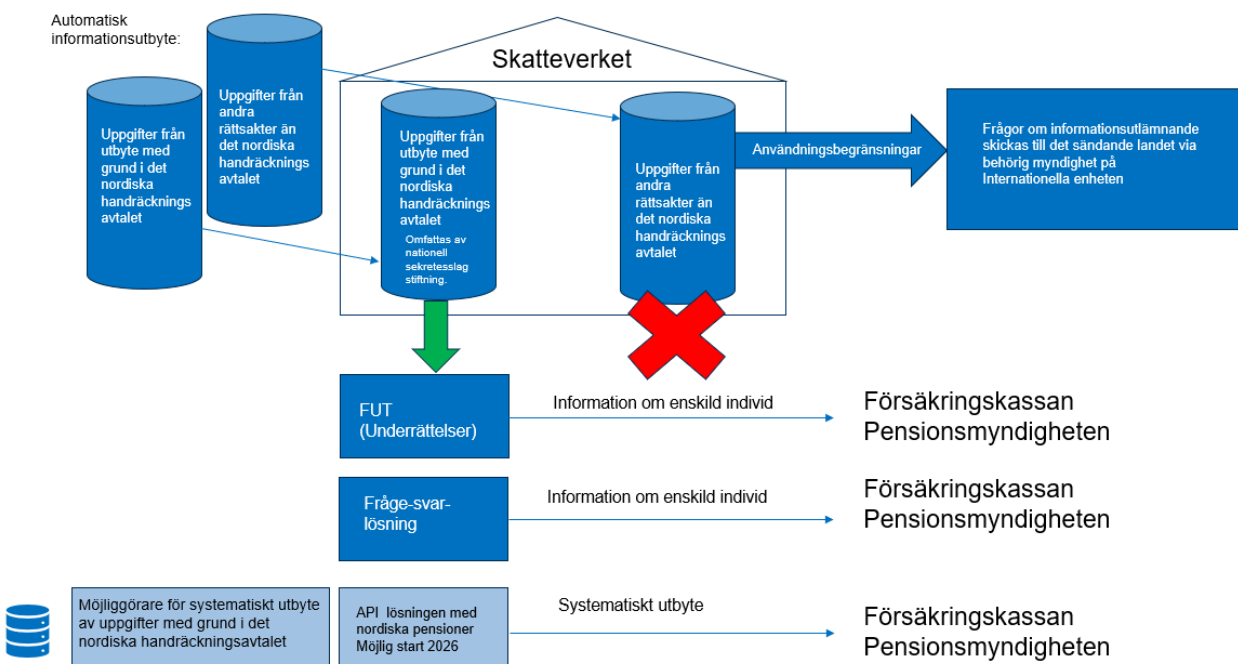 Automatisk
informationsutbyte:
Uppgifter från
utbyte med
grund i det
nordiska
handräcknings
avtalet
Uppgifter från
andra
rättsakter än
det nordiska
handräcknings
avtalet
Skatteverket
Uppgifter från
utbyte med
grund i det
nordiska
handräcknings
avtalet
Omfattas av
nationell
sekretesslag
stiftning.
Uppgifter från
andra
rättsakter än
det nordiska
handräcknings
avtalet
Användningsbegränsningar
Frågor om informationsutlämnande
skickas till det sändande landet via
behörig myndighet på
Internationella enheten
FUT
(Underrättelser)
Information om enskild individ
Försäkringskassan
Pensionsmyndigheten
Fråge-svar-
lösning
Information om enskild individ
Försäkringskassan
Pensionsmyndigheten
Möjliggörare för systematiskt utbyte
av uppgifter med grund i det
nordiska handräckningsavtalet
API lösningen med
nordiska pensioner
Möjlig start 2026
Systematiskt utbyte
Försäkringskassan
Pensionsmyndigheten